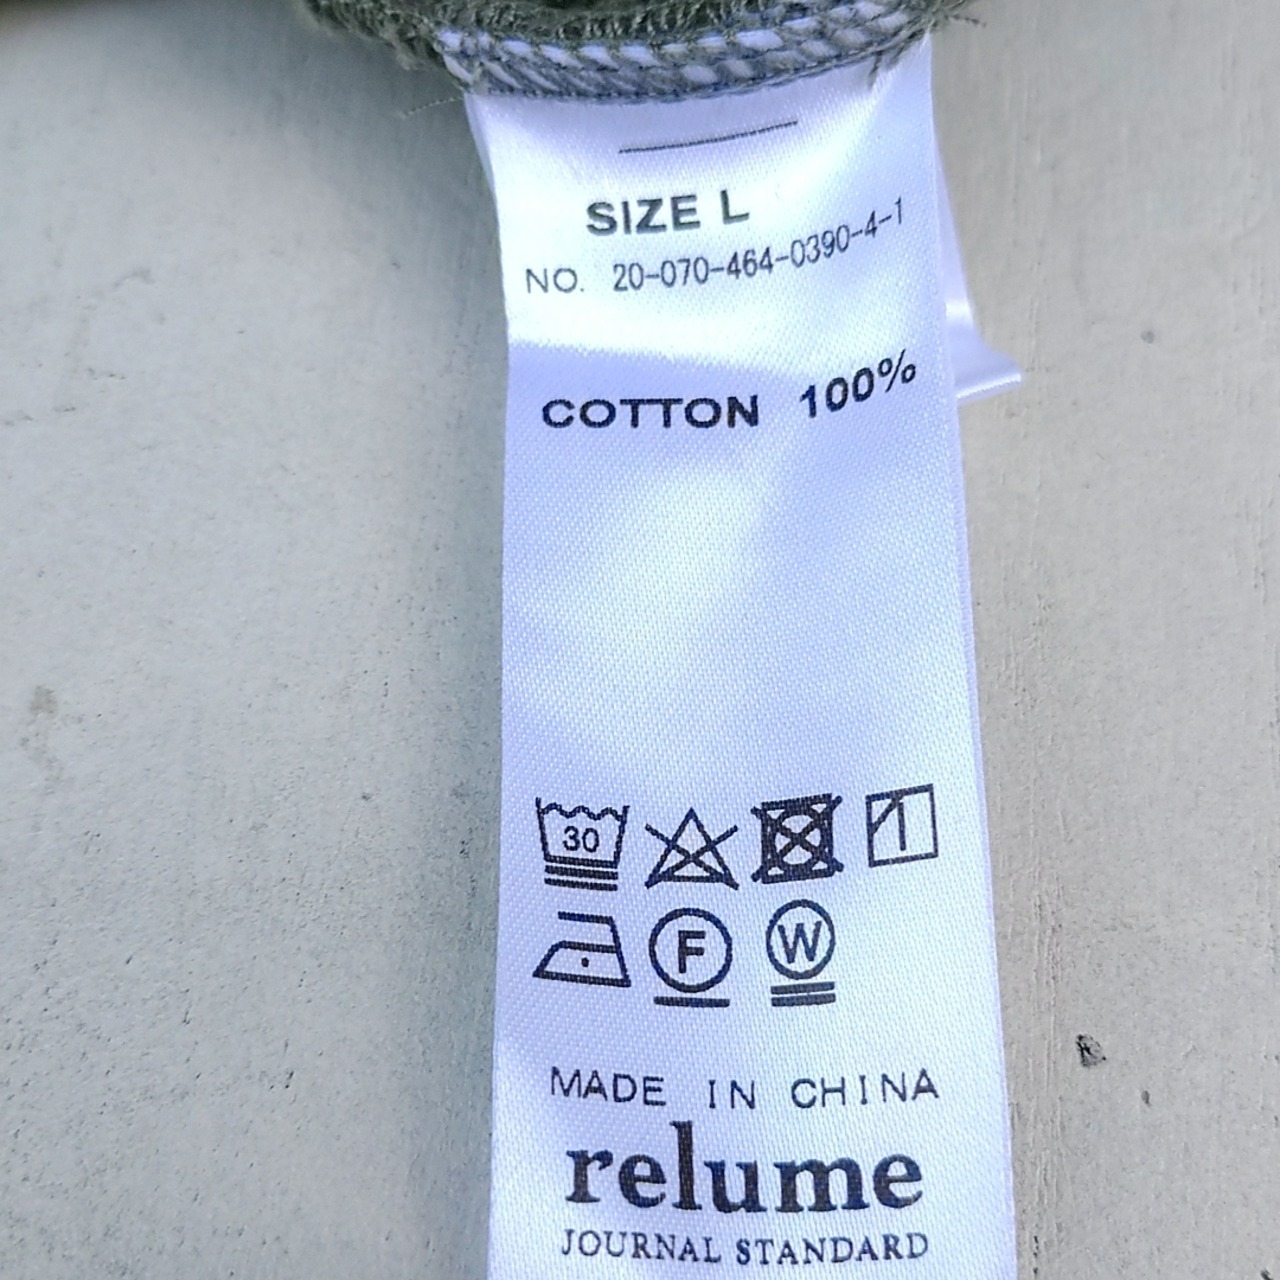 SIZE L
NO. 20-070-464-0390-4-1
COTTON 100%
30
F W
MADE IN CHINA
relume
JOURNAL STANDARD